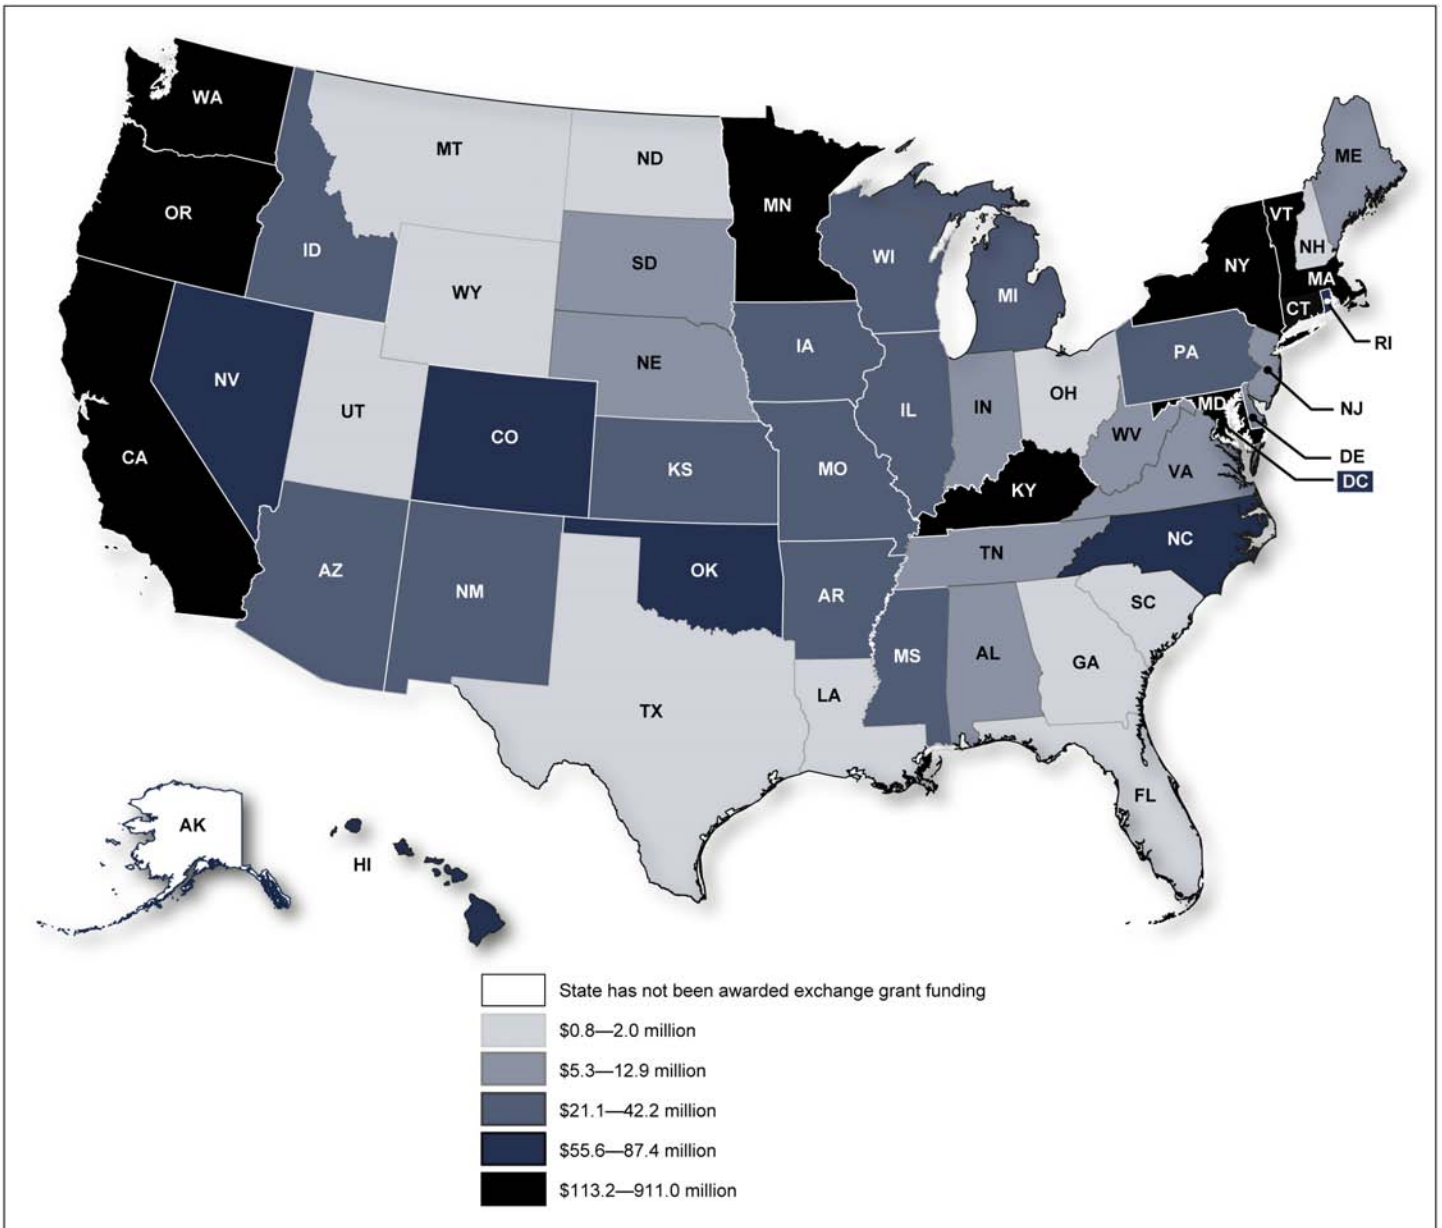 WA
MT
ND
ME
OR
MN
VT
ID
SD
WI
NH
NY
WY
MA
MI
CT
RI
IA
PA
NE
NV
OH
UT
IL
IN
NJ
CO
MD
WV
CA
KS
MO
DE
VA
DC
KY
NC
TN
AZ
OK
NM
AR
SC
MS
AL
GA
LA
TX
FL
AK
HI
State has not been awarded exchange grant funding
$0.8—2.0 million
$5.3—12.9 million
$21.1—42.2 million
$55.6—87.4 million
$113.2—911.0 million